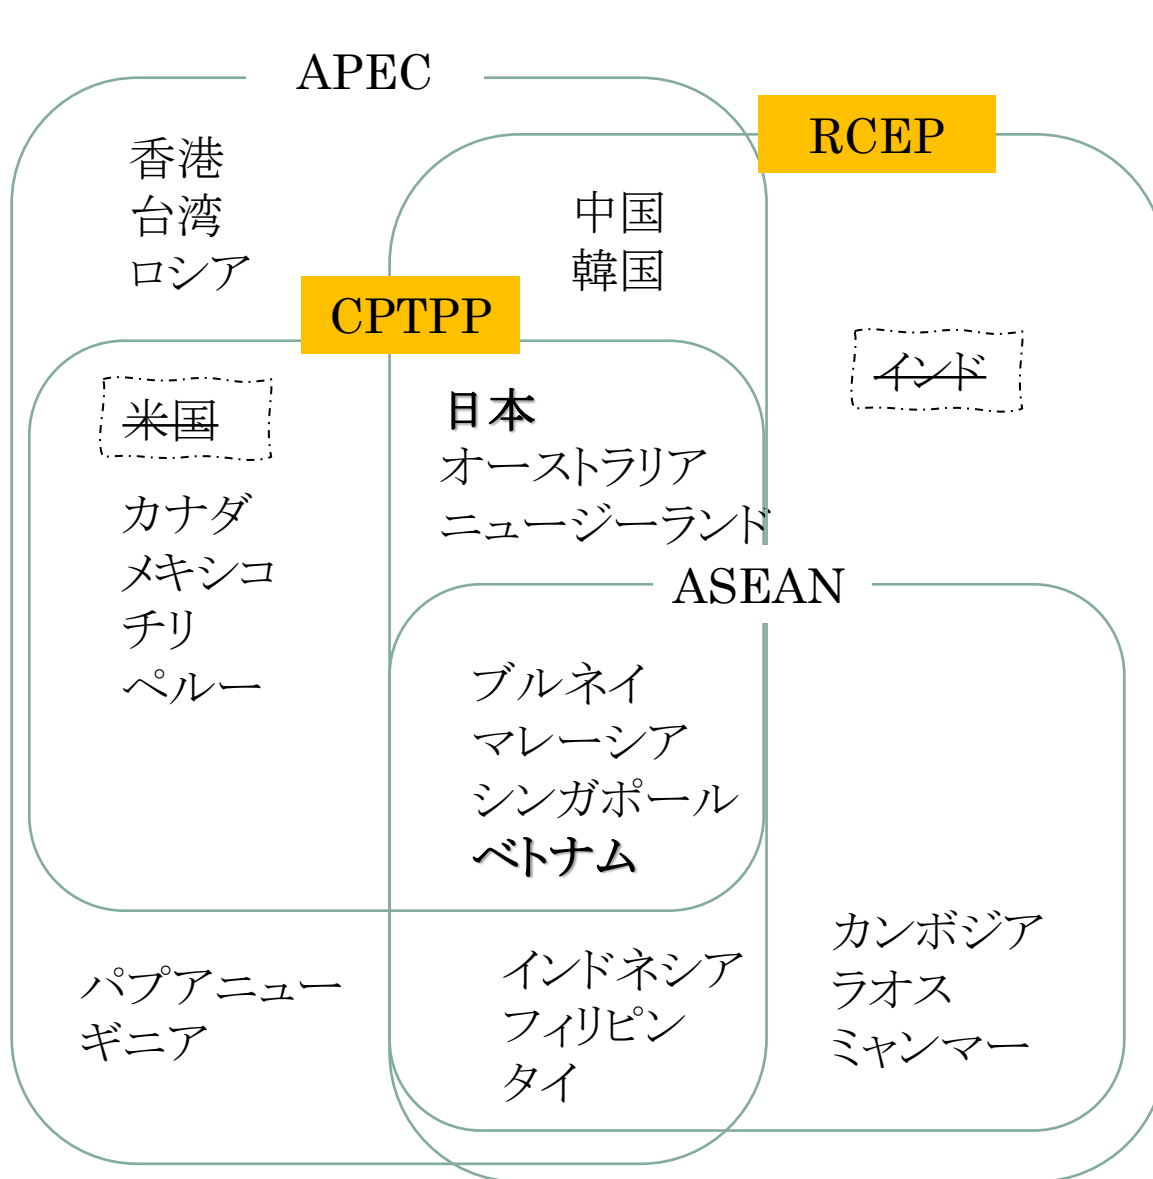 APEC
RCEP
香港
台湾
ロシア
中国
韓国
CPTPP
米国
インド
カナダ
メキシコ
チリ
ペルー
日本
オーストラリア
ニュージーランド
ASEAN
ブルネイ
マレーシア
シンガポール
ベトナム
パプアニュー
ギニア
インドネシア
フィリピン
タイ
カンボジア
ラオス
ミャンマー